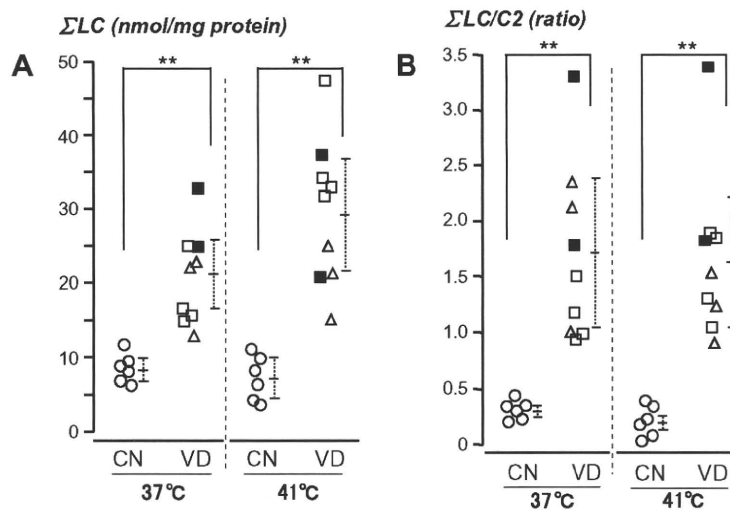 ΣLC (nmol/mg protein)
A
50
40
30
20
10
0
**
**
CN VD CN VD
37°C 41°C
ΣLC/C2 (ratio)
B
3.5
3.0
2.5
2.0
1.5
1.0
0.5
0
**
**
CN VD CN VD
37°C 41°C